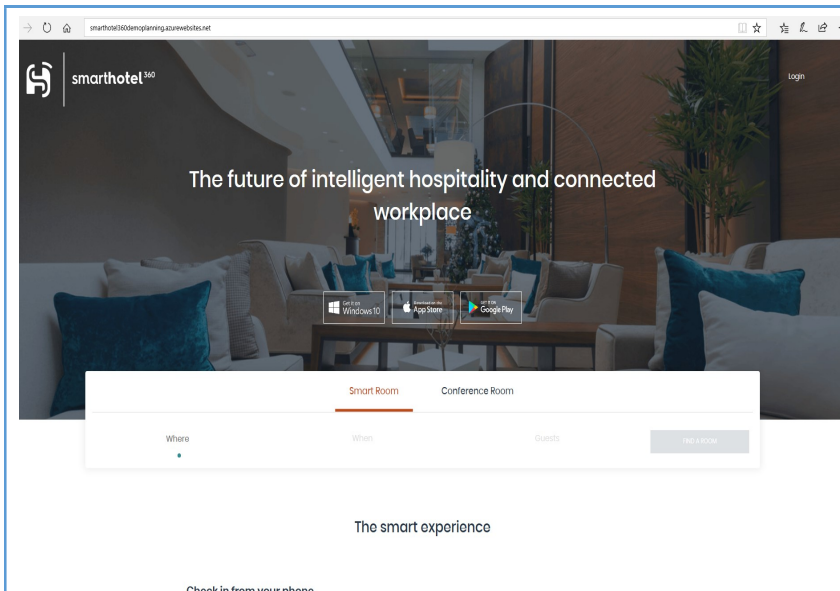 smarthotel360demoplanning.azurewebsites.net
smarthotel360
Login
The future of intelligent hospitality and connected
workplace
Get it on
Windows 10
Download on the
App Store
GET IT ON
Google Play
Smart Room
Conference Room
Where
When
Guests
FIND A ROOM
The smart experience
Check in from your phone